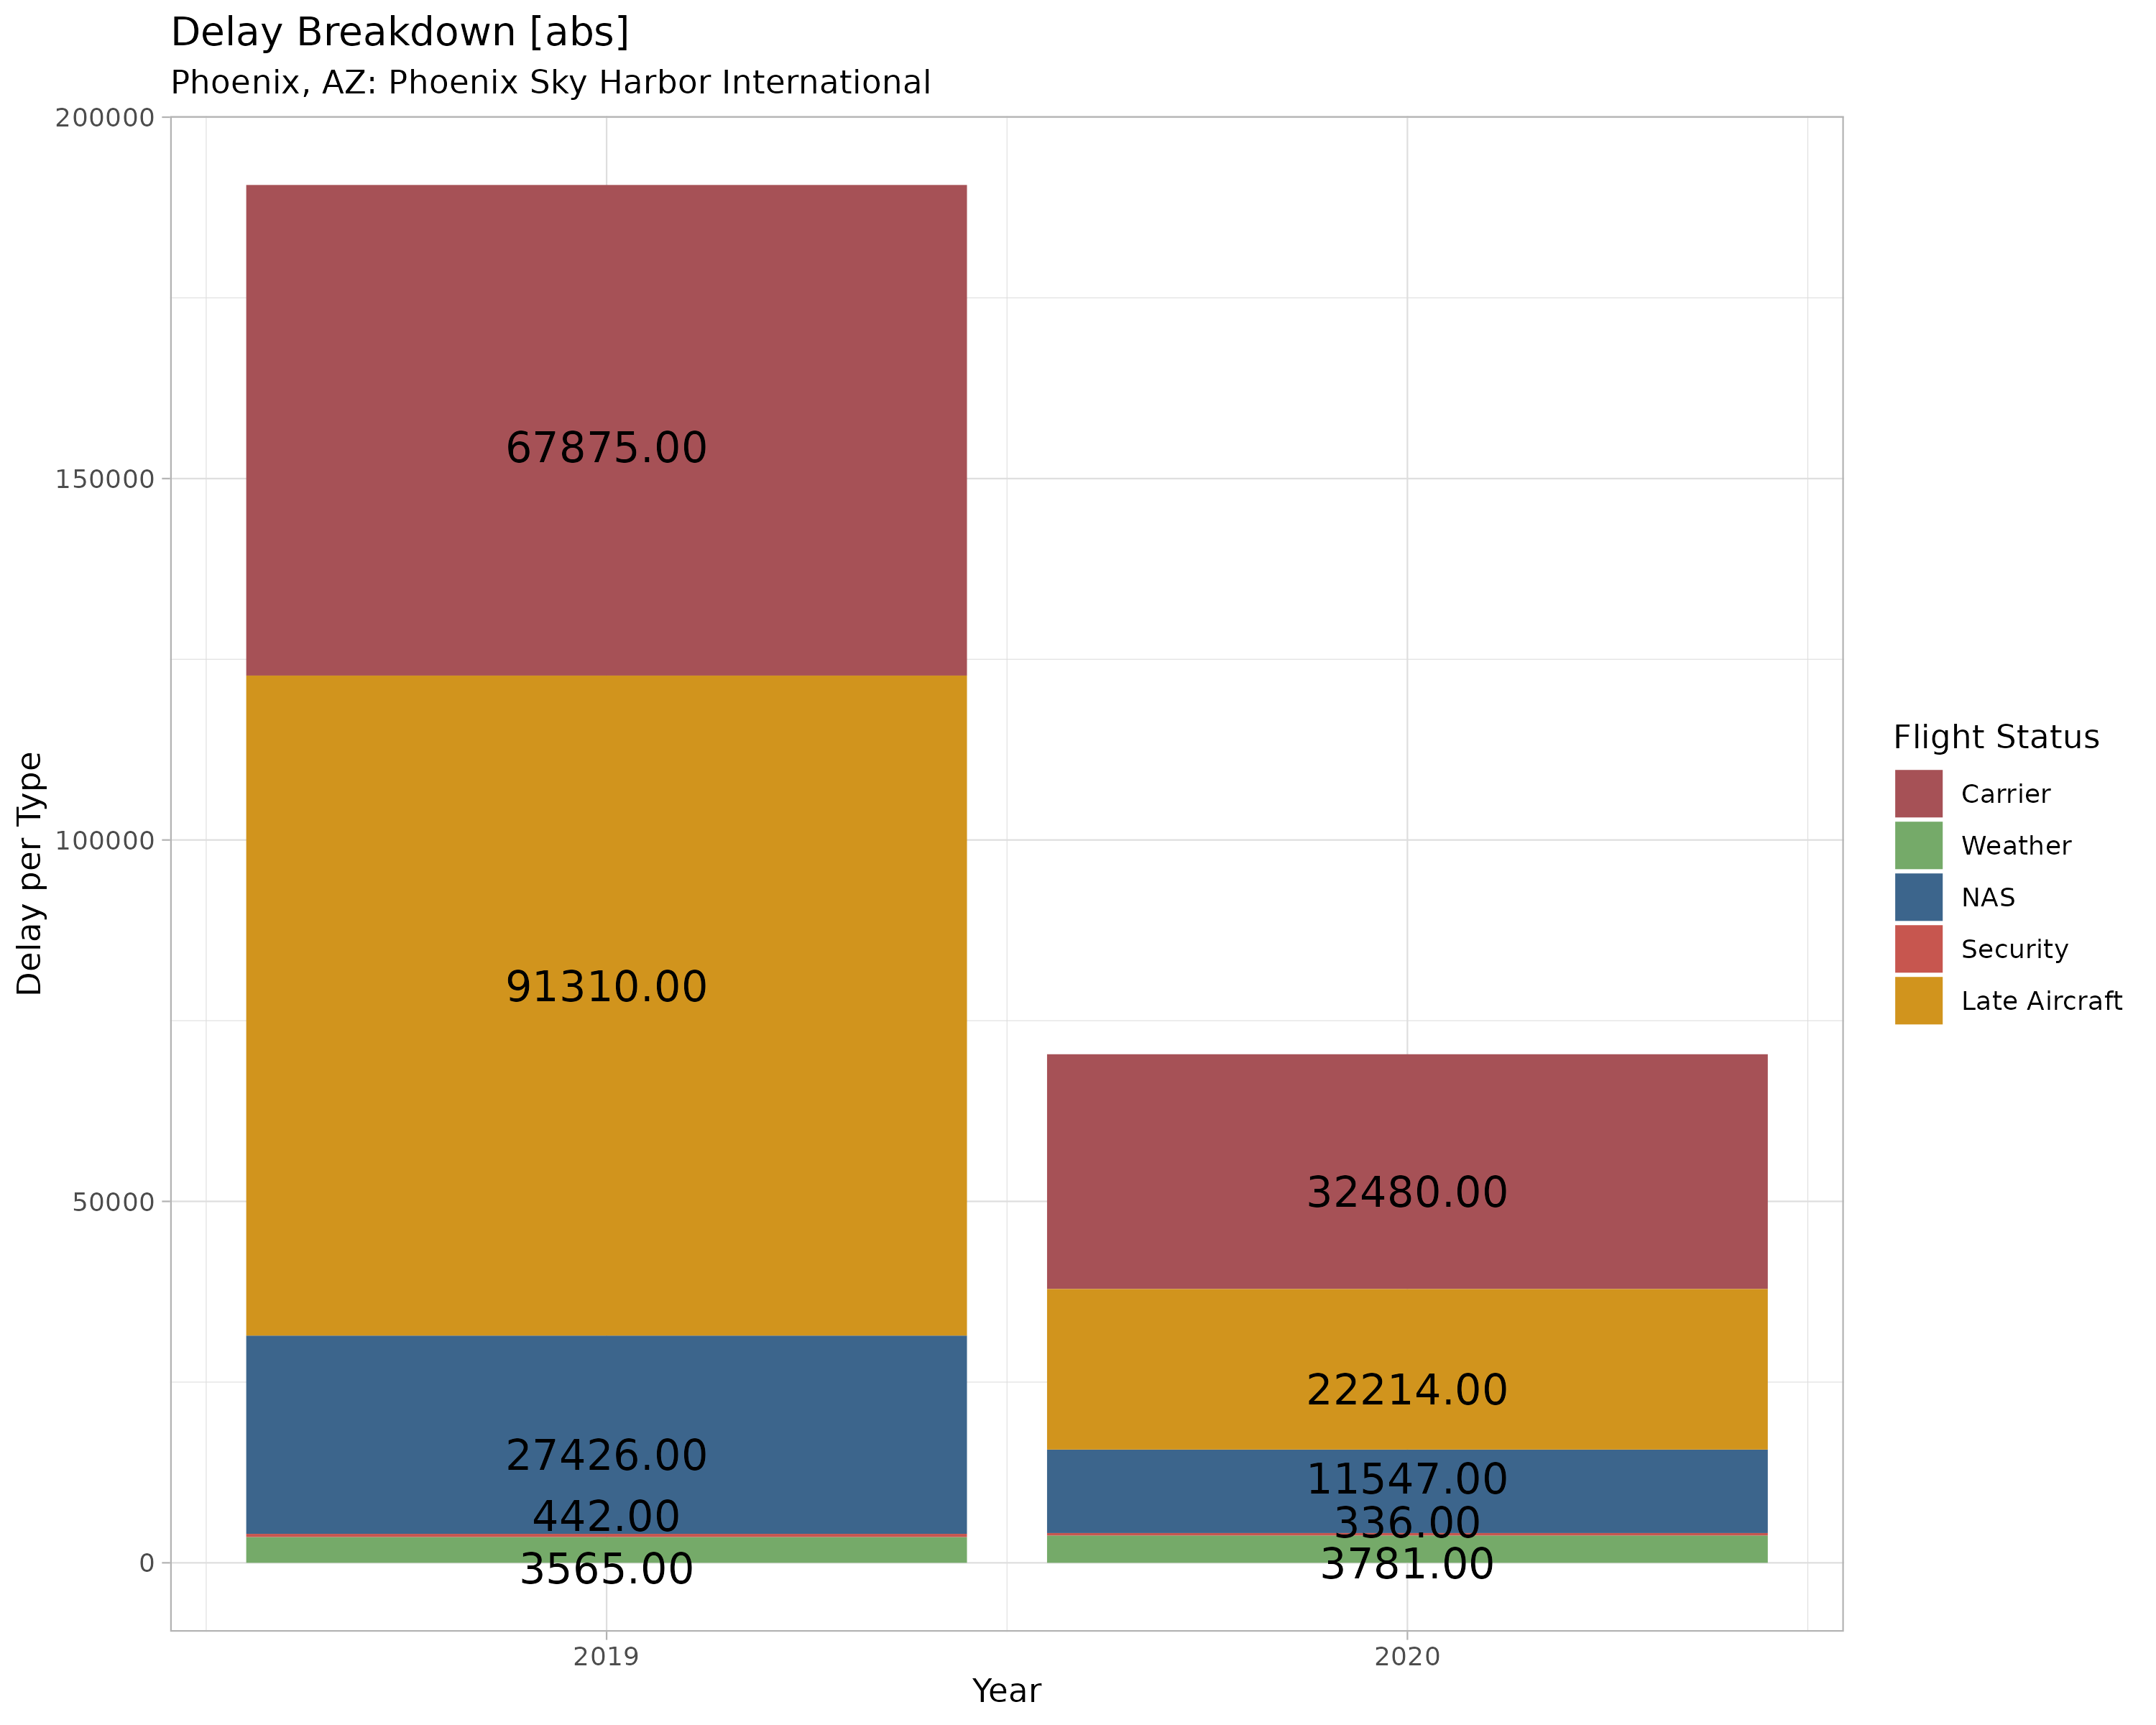 Delay Breakdown [abs]
Phoenix, AZ: Phoenix Sky Harbor International
Delay per Type
200000
150000
100000
50000
0
67875.00
91310.00
27426.00
442.00
3565.00
32480.00
22214.00
11547.00
336.00
3781.00
2019
2020
Year
Flight Status
Carrier
Weather
NAS
Security
Late Aircraft